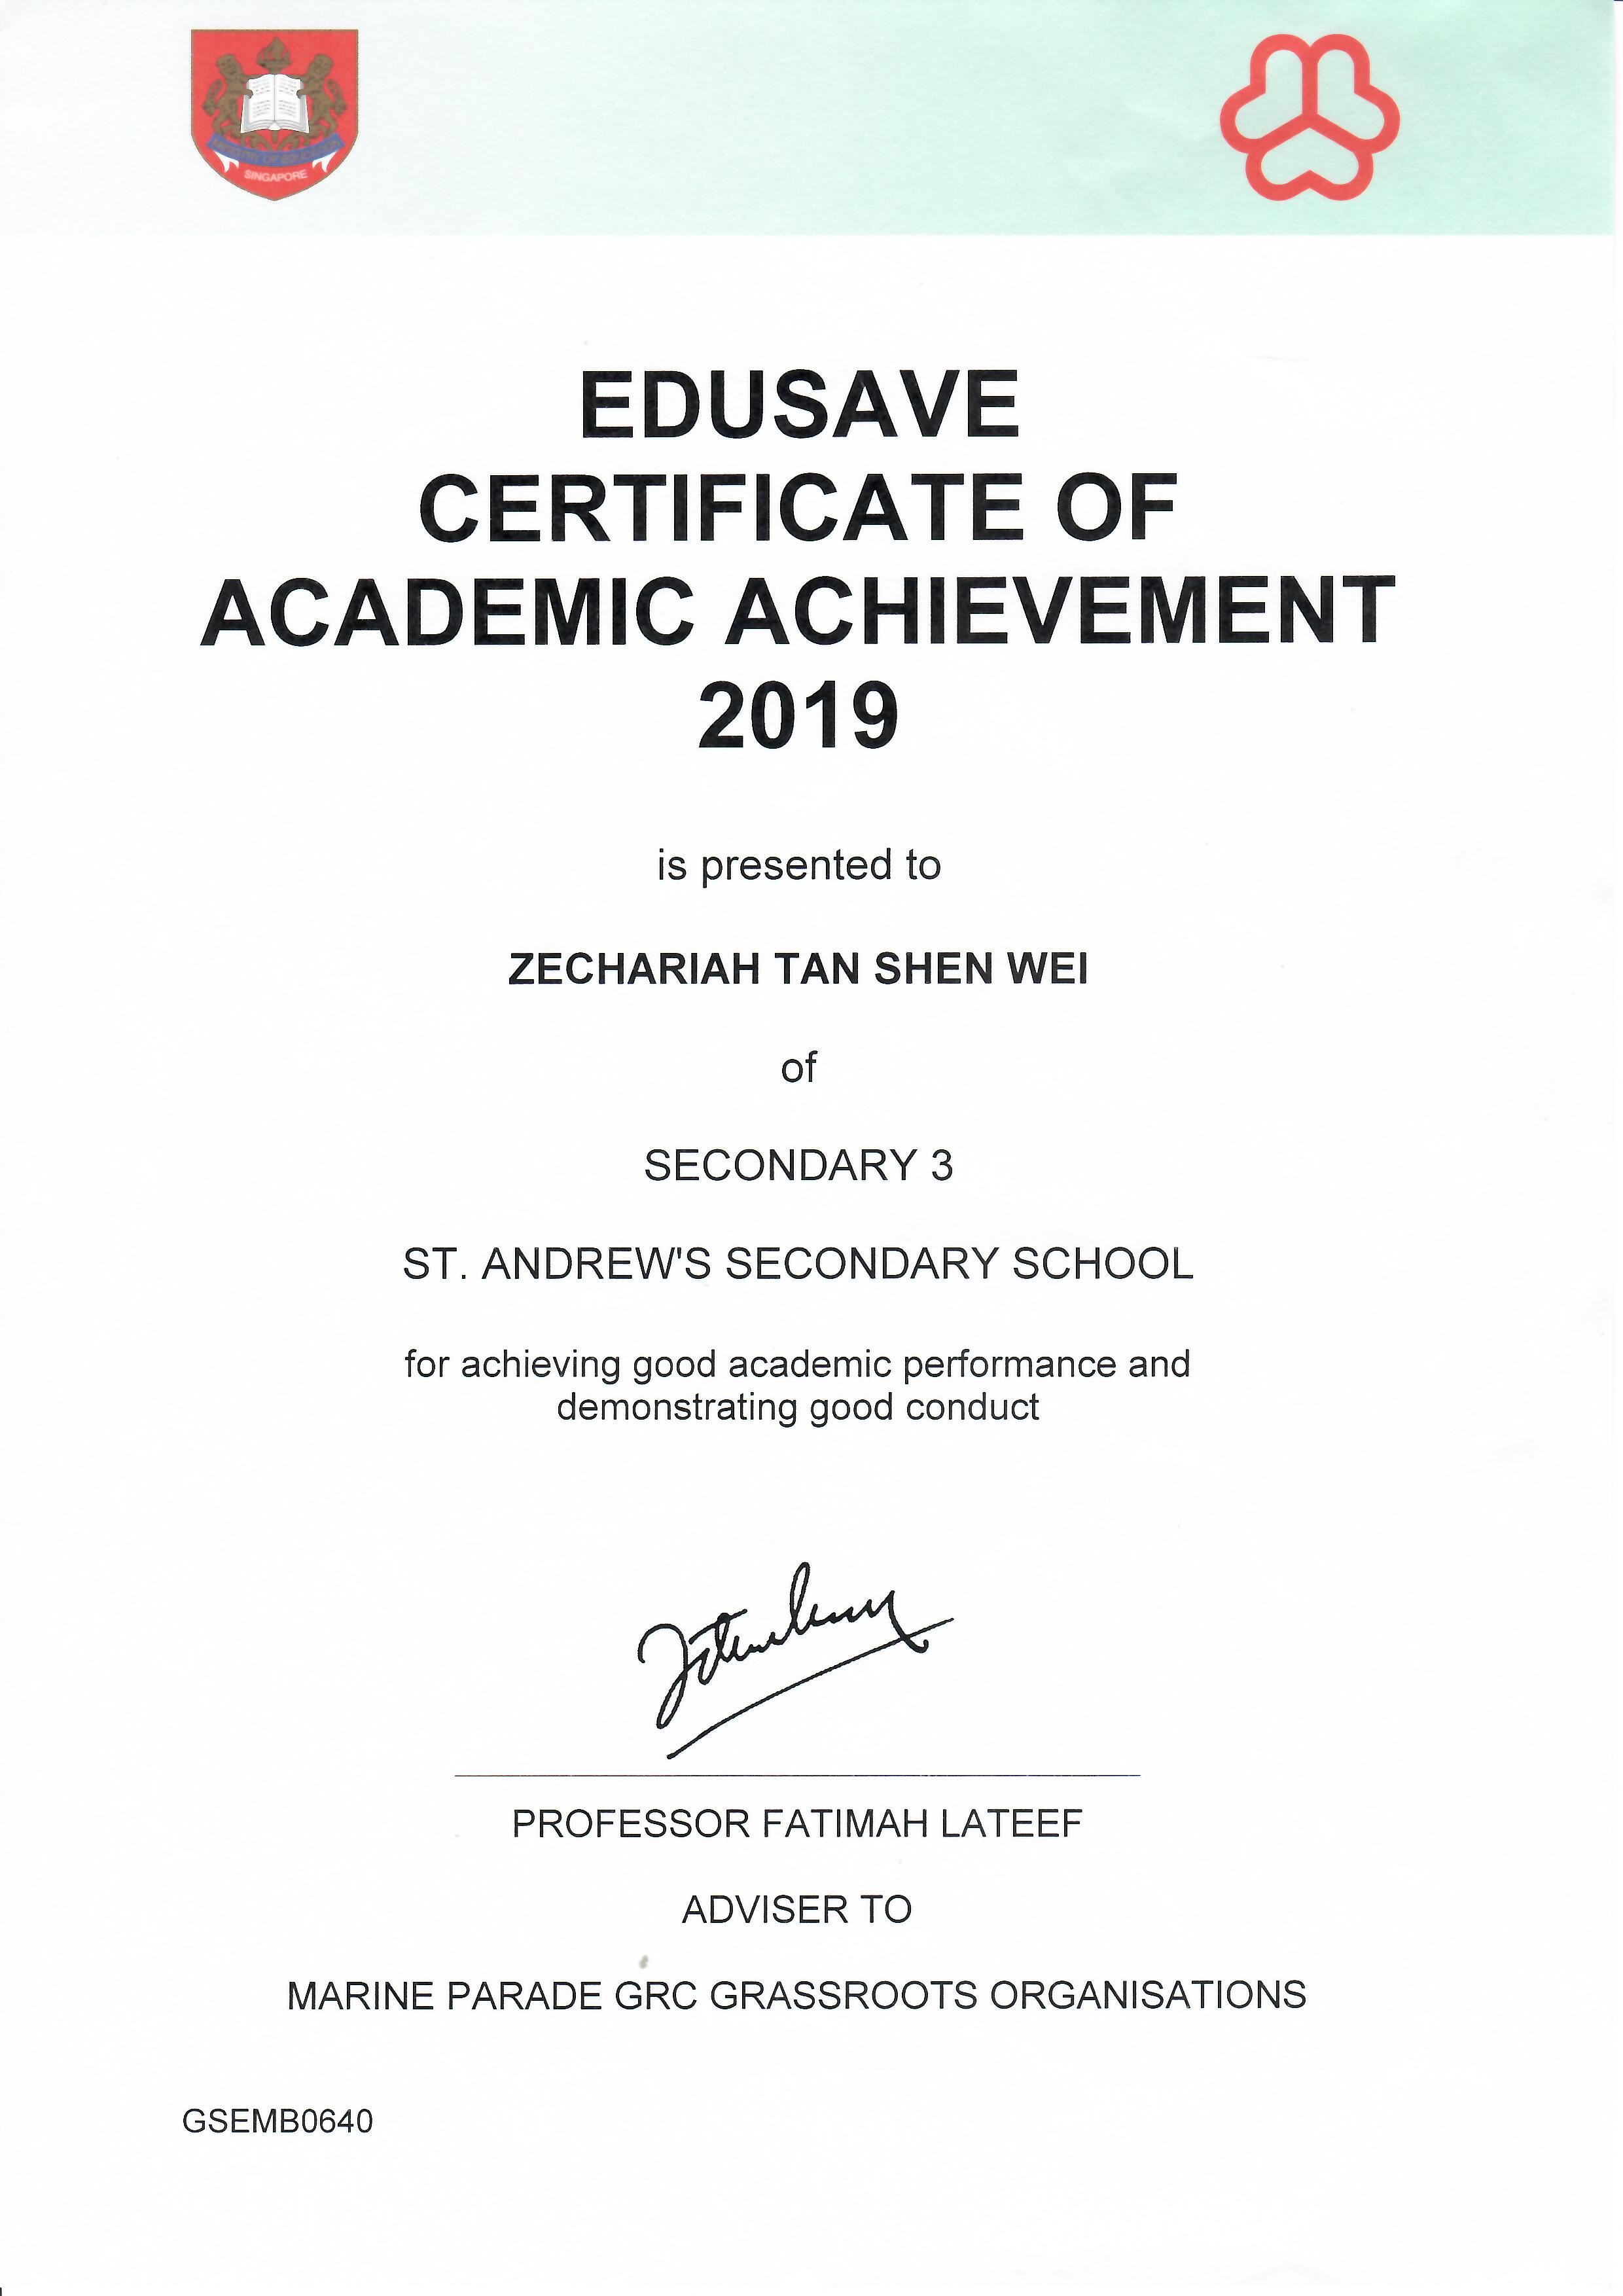 MINISTRY OF EDUCATION
SINGAPORE
EDUSAVE
CERTIFICATE OF
ACADEMIC ACHIEVEMENT
2019
is presented to
ZECHARIAH TAN SHEN WEI
of
SECONDARY 3
ST. ANDREW'S SECONDARY SCHOOL
for achieving good academic performance and
demonstrating good conduct
PROFESSOR FATIMAH LATEEF
ADVISER TO
MARINE PARADE GRC GRASSROOTS ORGANISATIONS
GSEMB0640